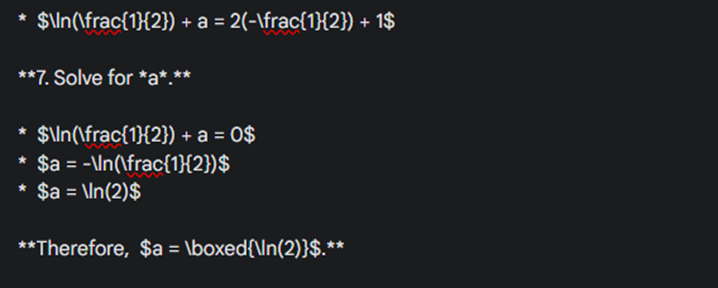 * $\ln(\frac{1}{2}) + a = 2(-\frac{1}{2}) + 1$
**7. Solve for *a*.**
* $\ln(\frac{1}{2}) + a = 0$
* $a = -\ln(\frac{1}{2})$
* $a = \ln(2)$
**Therefore,  $a = \boxed{\ln(2)}$.**